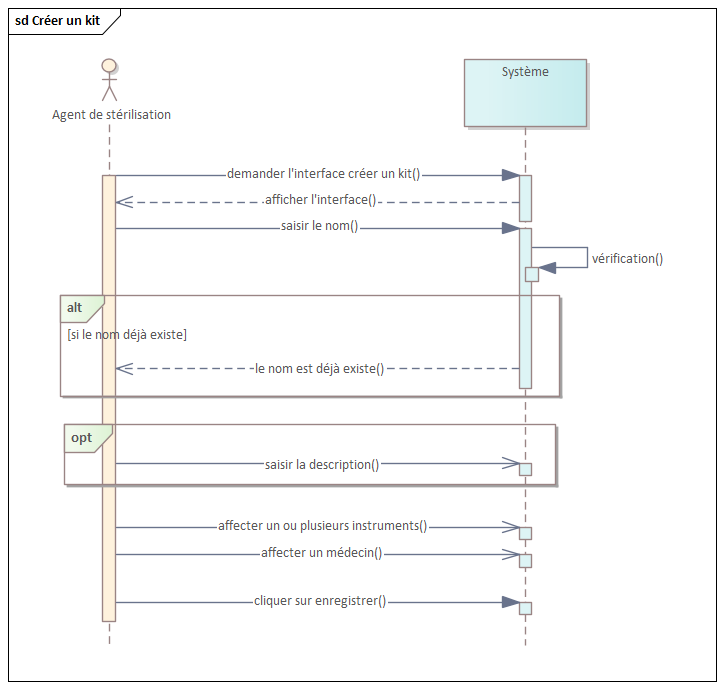 sd Créer un kit
Agent de stérilisation
Système
demander l'interface créer un kit()
afficher l'interface()
saisir le nom()
vérification()
alt
[si le nom déjà existe]
le nom est déjà existe()
opt
saisir la description()
affecter un ou plusieurs instruments()
affecter un médecin()
cliquer sur enregistrer()